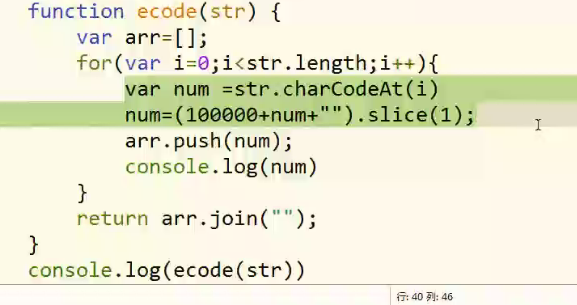 function ecode(str) {
    var arr=[];
    for(var i=0;i<str.length;i++){
        var num =str.charCodeAt(i)
        num=(100000+num+"").slice(1);
        arr.push(num);
        console.log(num)
    }
    return arr.join("");
}
console.log(ecode(str))
行: 40 列: 46